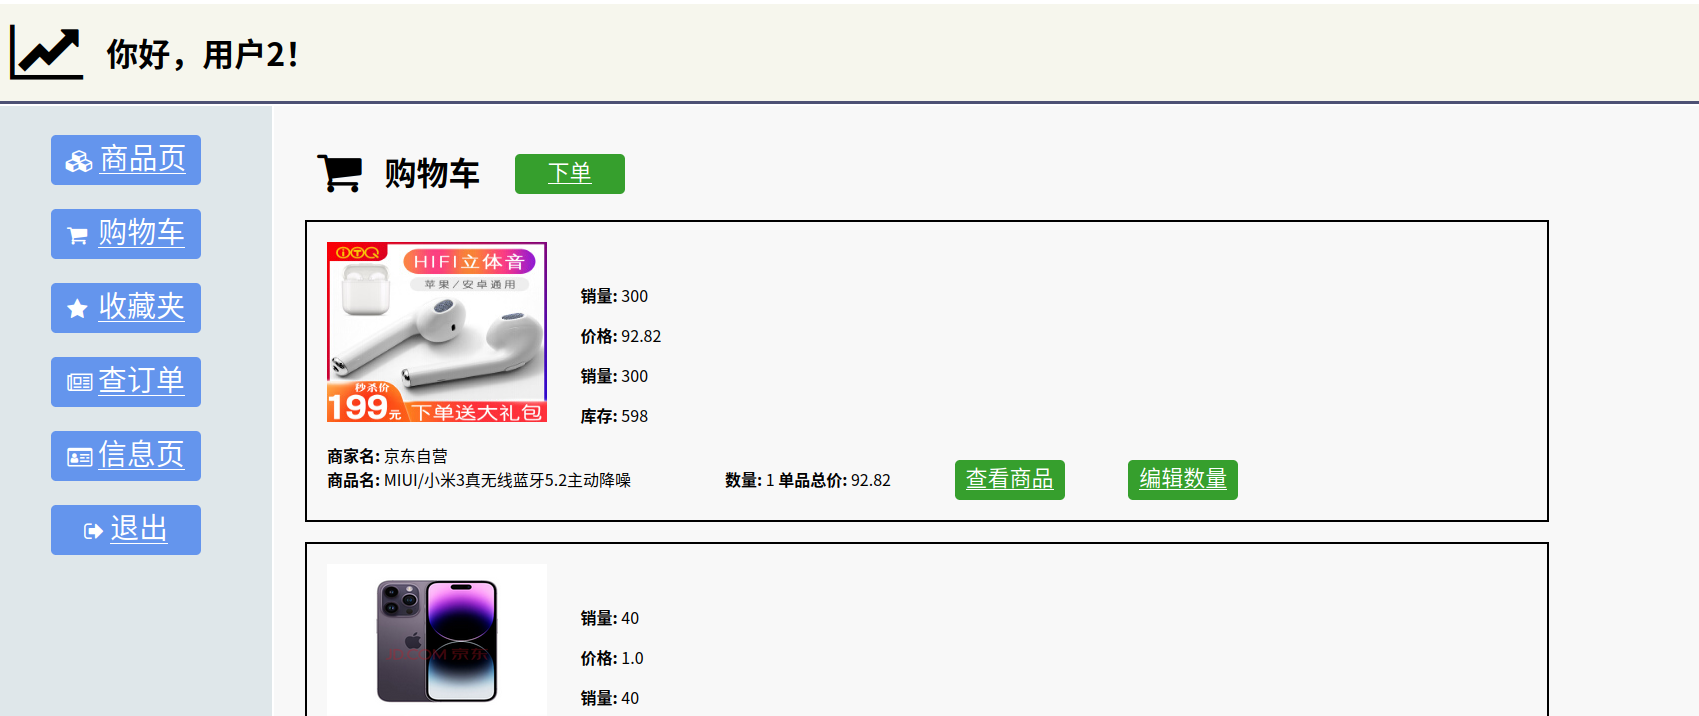 你好，用户2！
商品页
购物车
收藏夹
查订单
信息页
退出
购物车
下单
iTQ
HIFI立体音
苹果/安卓通用
秒杀价
199元
下单送大礼包
销量: 300
价格: 92.82
销量: 300
库存: 598
商家名: 京东自营
商品名: MIUI/小米3真无线蓝牙5.2主动降噪
数量: 1 单品总价: 92.82
查看商品
编辑数量
京东
销量: 40
价格: 1.0
销量: 40